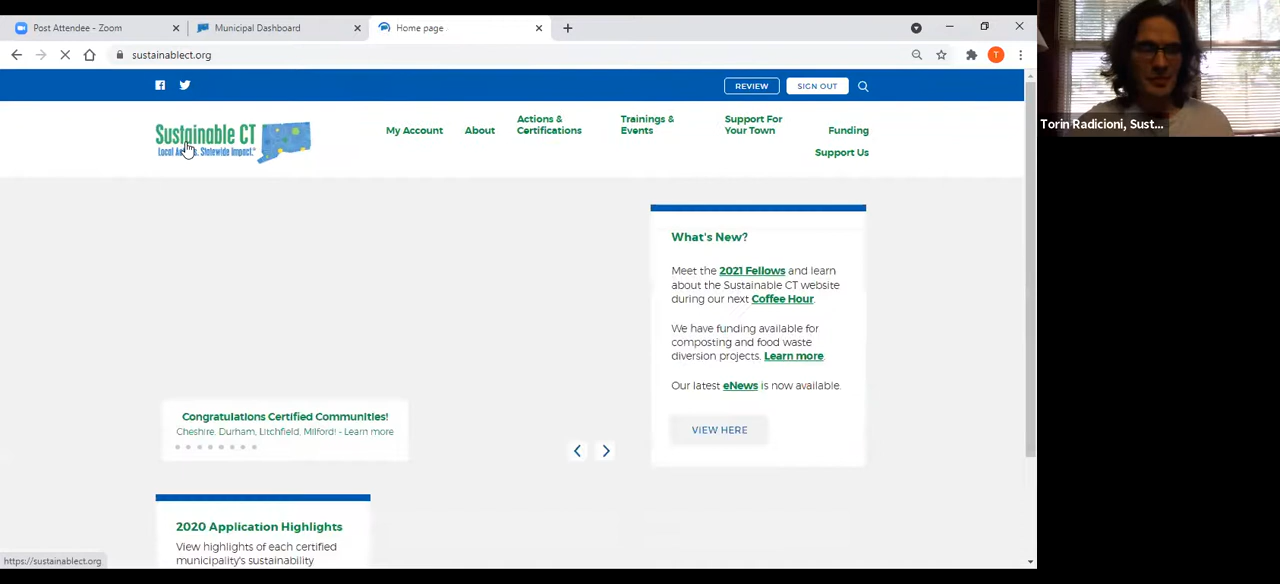 Post Attendee - Zoom
Municipal Dashboard
Home page
sustainablect.org
T
REVIEW
SIGN OUT
Sustainable CT
Statewide Impact.
My Account
About
Actions &
Certifications
Trainings &
Events
Support For
Your Town
Funding
Support Us
What's New?
Meet the 2021 Fellows and learn
about the Sustainable CT website
during our next Coffee Hour.
We have funding available for
composting and food waste
diversion projects. Learn more.
Our latest eNews is now available.
VIEW HERE
Congratulations Certified Communities!
Cheshire, Durham, Litchfield, Milford! - Learn more
2020 Application Highlights
View highlights of each certified
municipality's sustainability
https://sustainablect.org
Torin Radicioni, Sust...